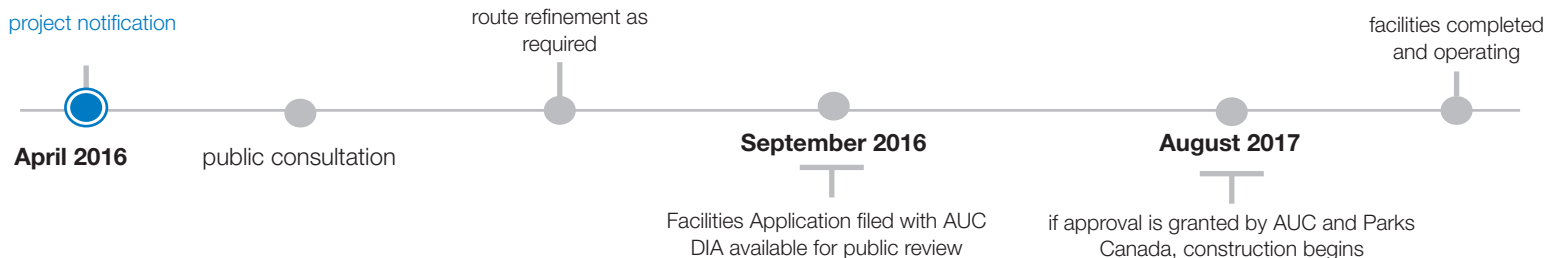 project notification
April 2016
public consultation
route refinement as
required
September 2016
Facilities Application filed with AUC
DIA available for public review
August 2017
if approval is granted by AUC and Parks
Canada, construction begins
facilities completed
and operating